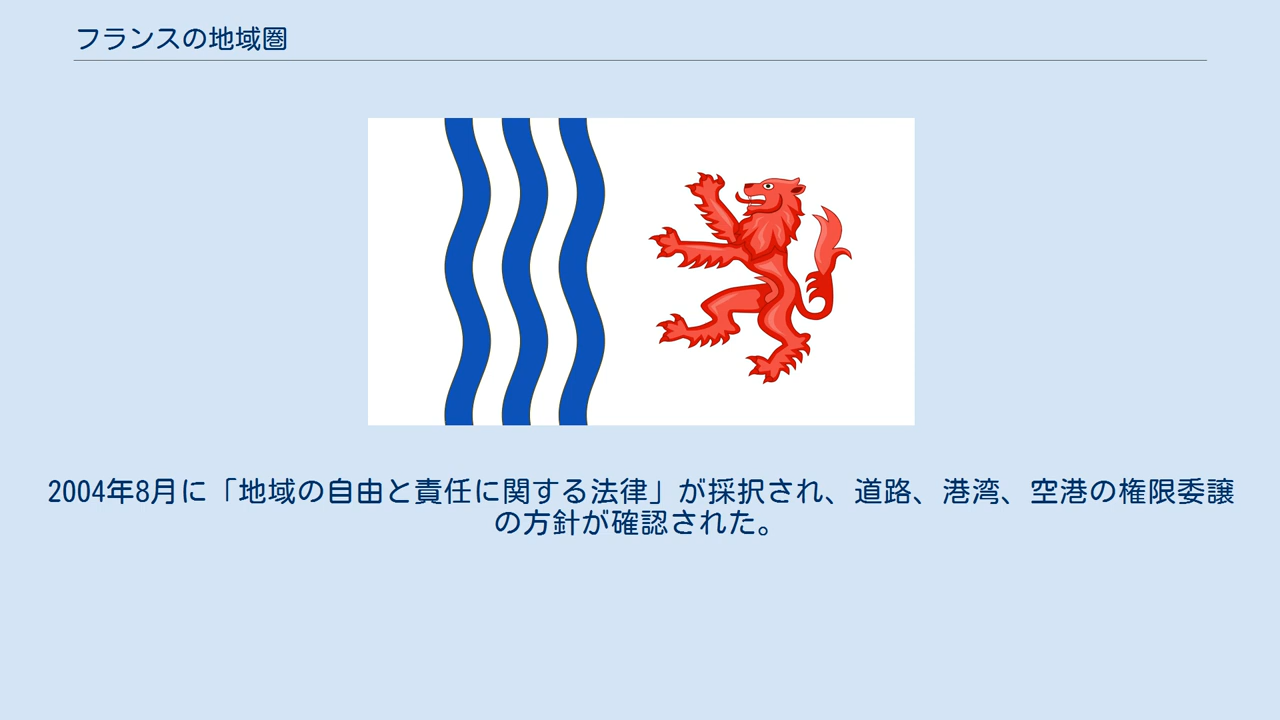 フランスの地域圏
2004年8月に「地域の自由と責任に関する法律」が採択され、道路、港湾、空港の権限委譲
の方針が確認された。